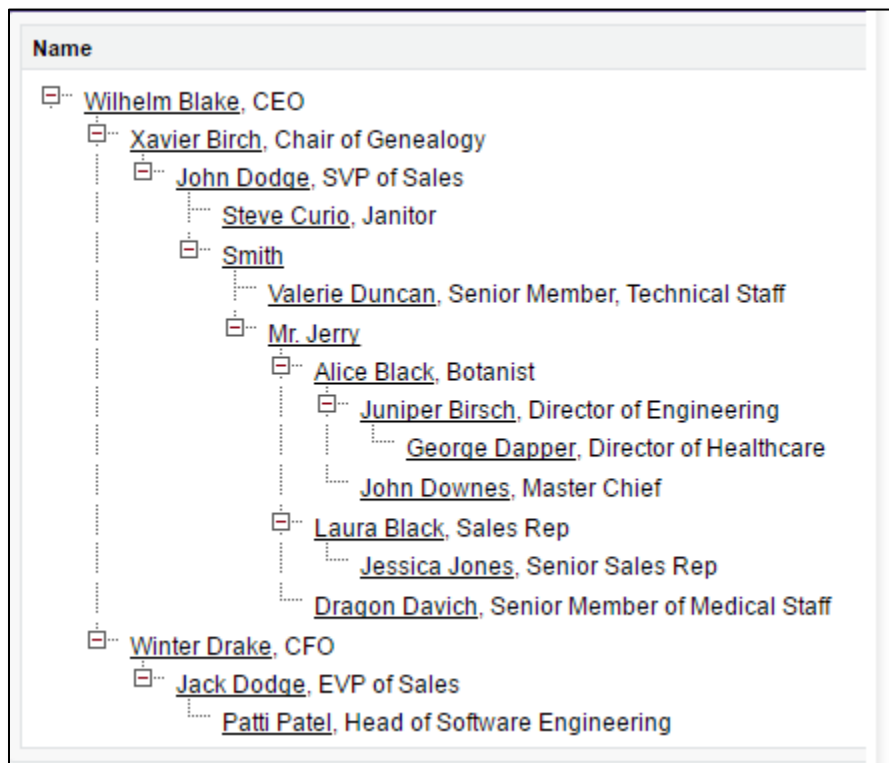 Name
Wilhelm Blake, CEO
Xavier Birch, Chair of Genealogy
John Dodge, SVP of Sales
Steve Curio, Janitor
Smith
Valerie Duncan, Senior Member, Technical Staff
Mr. Jerry
Alice Black, Botanist
Juniper Birsch, Director of Engineering
George Dapper, Director of Healthcare
John Downes, Master Chief
Laura Black, Sales Rep
Jessica Jones, Senior Sales Rep
Dragon Davich, Senior Member of Medical Staff
Winter Drake, CFO
Jack Dodge, EVP of Sales
Patti Patel, Head of Software Engineering